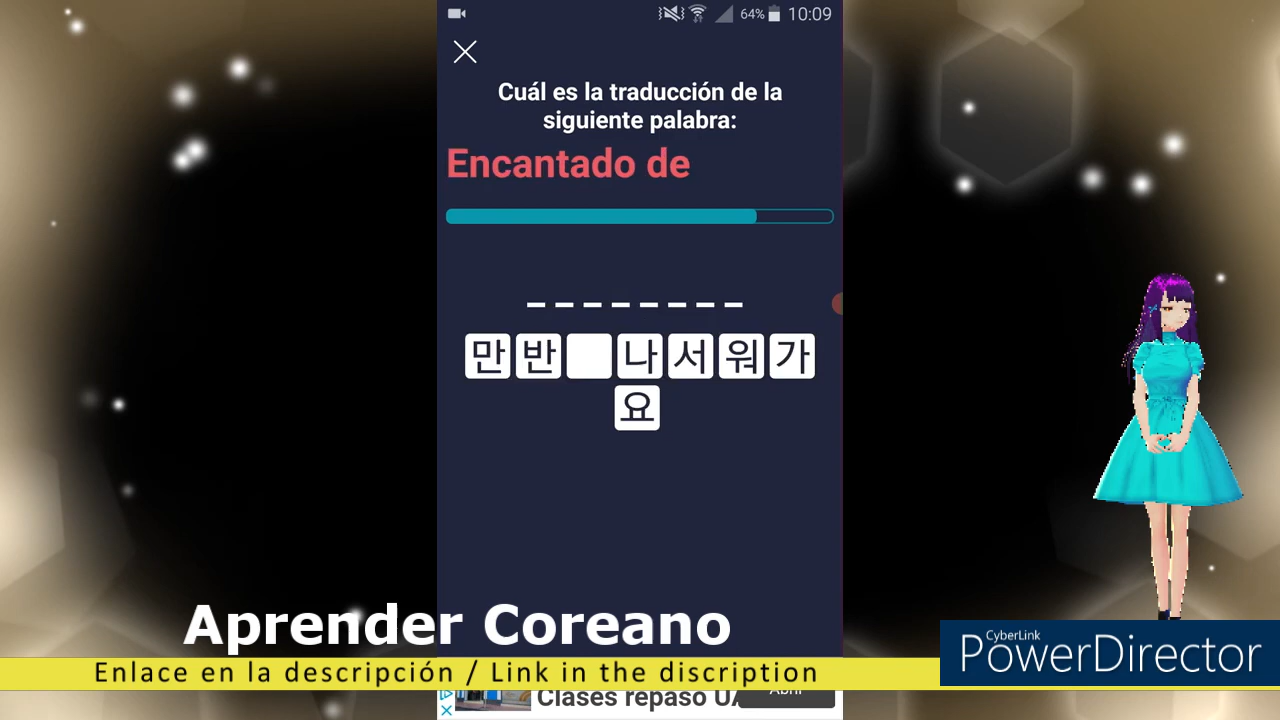 64% 10:09
Cuál es la traducción de la
siguiente palabra:
Encantado de
만 반 나 서 워 가
요
Aprender Coreano
Enlace en la descripción / Link in the discription
CyberLink
PowerDirector
Clases repaso